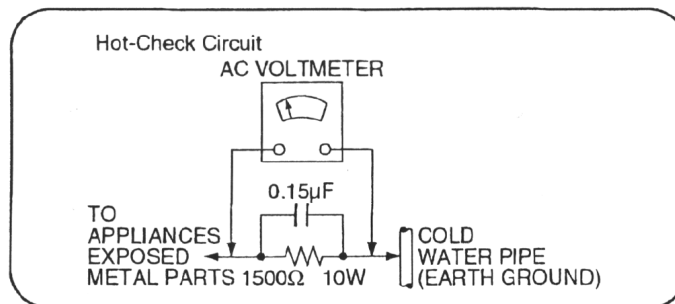 Hot-Check Circuit
AC VOLTMETER
0.15µF
TO
APPLIANCES
EXPOSED
METAL PARTS
1500Ω 10W
COLD
WATER PIPE
(EARTH GROUND)